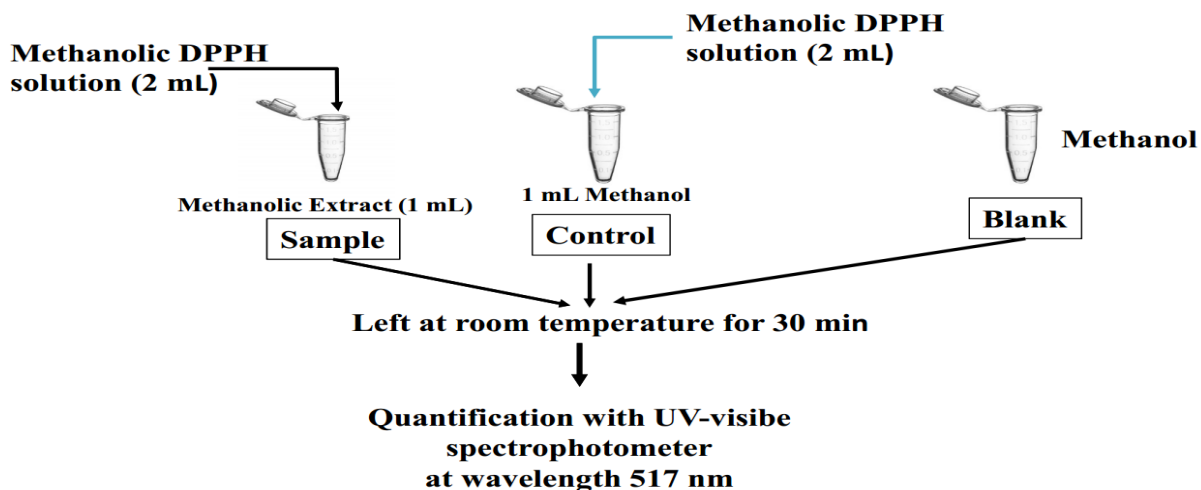 Methanolic DPPH
solution (2 mL)
Methanolic DPPH
solution (2 mL)
Methanol
Methanolic Extract (1 mL)
1 mL Methanol
Sample
Control
Blank
Left at room temperature for 30 min
Quantification with UV-visibe
spectrophotometer
at wavelength 517 nm